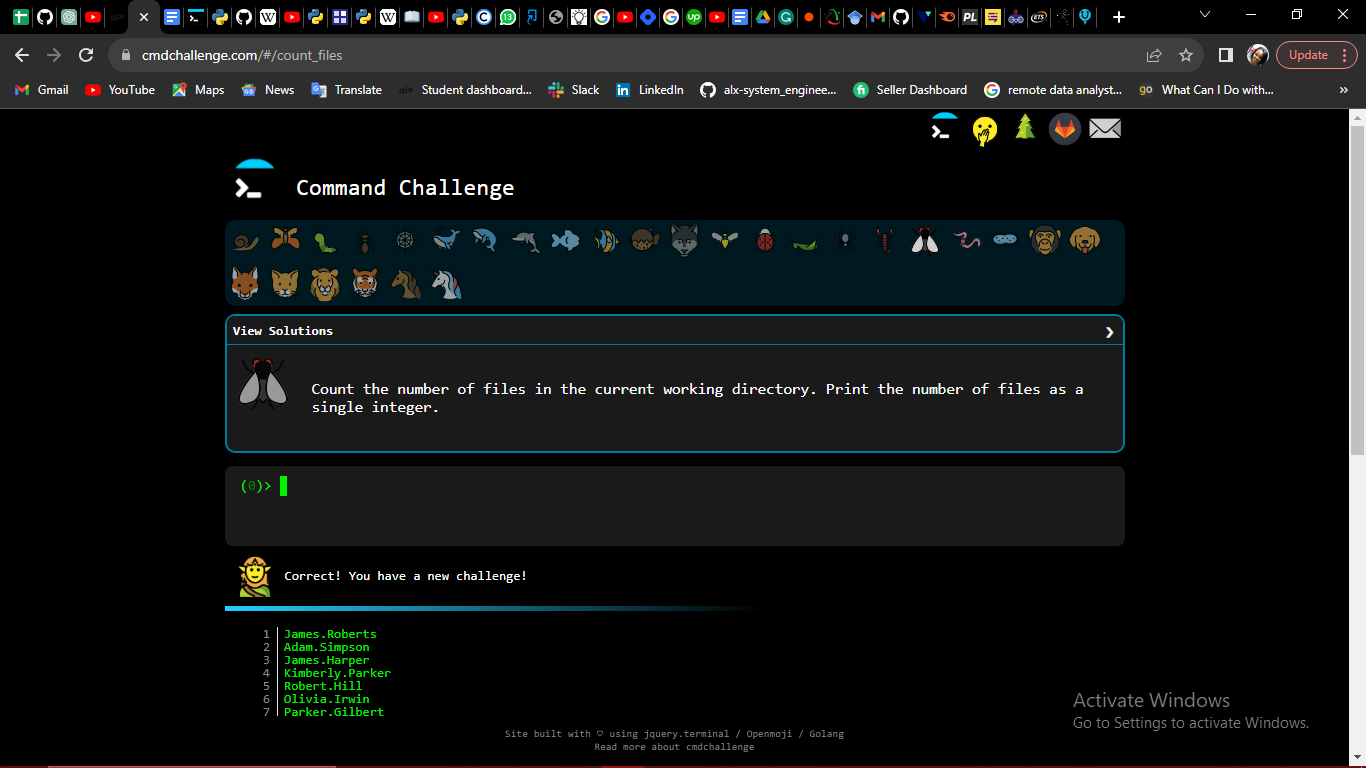 cmdchallenge.com/#/count_files
Update
Gmail
YouTube
Maps
News
Translate
Student dashboard...
Slack
LinkedIn
alx-system_enginee...
Seller Dashboard
remote data analyst...
What Can I Do with...
»
Command Challenge
View Solutions
Count the number of files in the current working directory. Print the number of files as a
single integer.
(0)>
Correct! You have a new challenge!
1 James.Roberts
2 Adam.Simpson
3 James.Harper
4 Kimberly.Parker
5 Robert.Hill
6 Olivia.Irwin
7 Parker.Gilbert
Activate Windows
Go to Settings to activate Windows.
Site built with ♡ using jquery.terminal / Openmoji / Golang
Read more about cmdchallenge